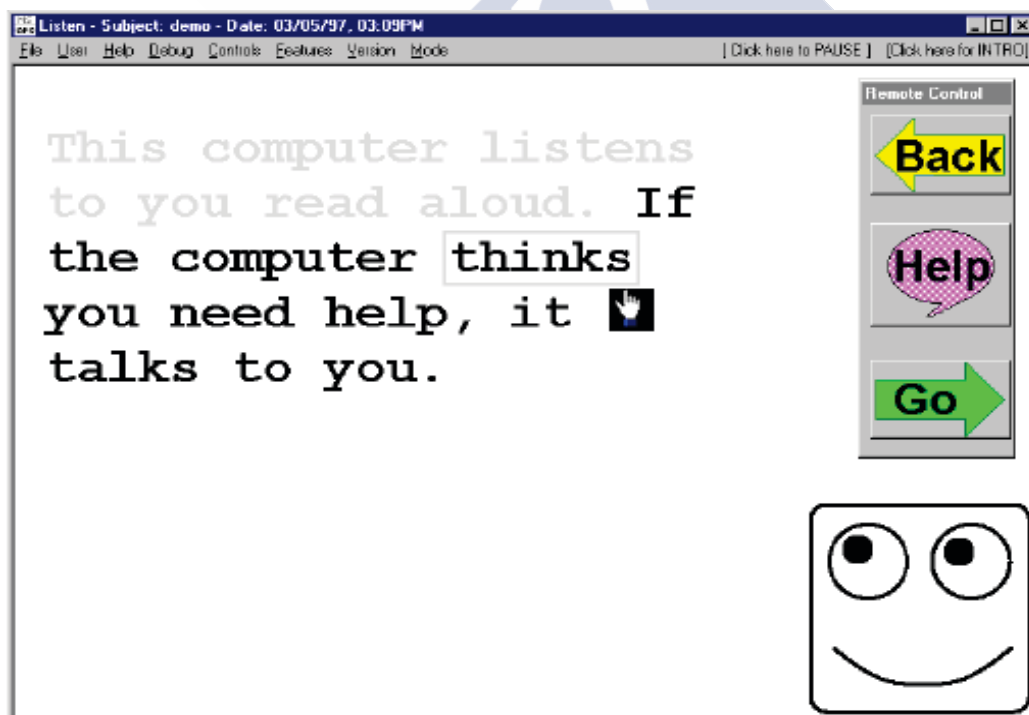 Listen - Subject: demo - Date: 03/05/97, 03:09PM
File User Help Debug Controls Features Version Mode [ Click here to PAUSE ] [Click here for INTRO]
This computer listens
to you read aloud. If
the computer thinks
you need help, it
talks to you.
Remote Control
Back
Help
Go